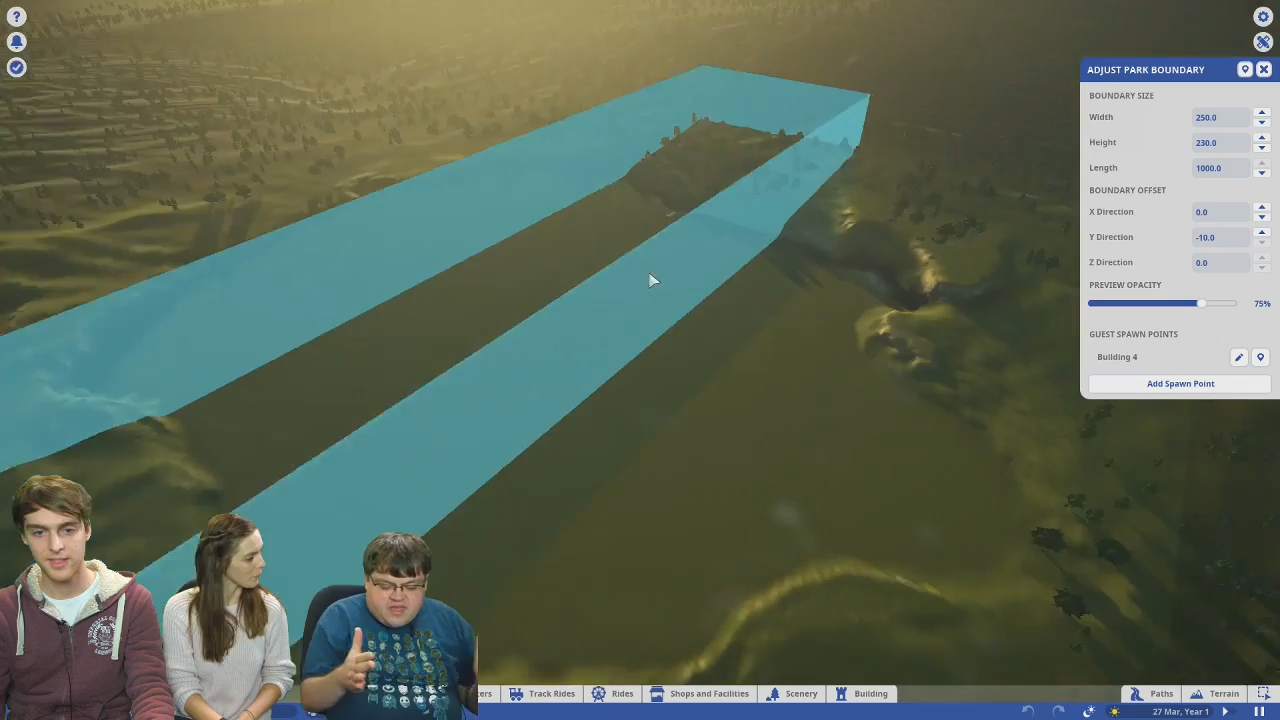 ?
ADJUST PARK BOUNDARY
BOUNDARY SIZE
Width 250.0
Height 230.0
Length 1000.0
BOUNDARY OFFSET
X Direction 0.0
Y Direction -10.0
Z Direction 0.0
PREVIEW OPACITY
75%
GUEST SPAWN POINTS
Building 4
Add Spawn Point
Track Rides Rides Shops and Facilities Scenery Building Paths Terrain
27 Mar, Year 1